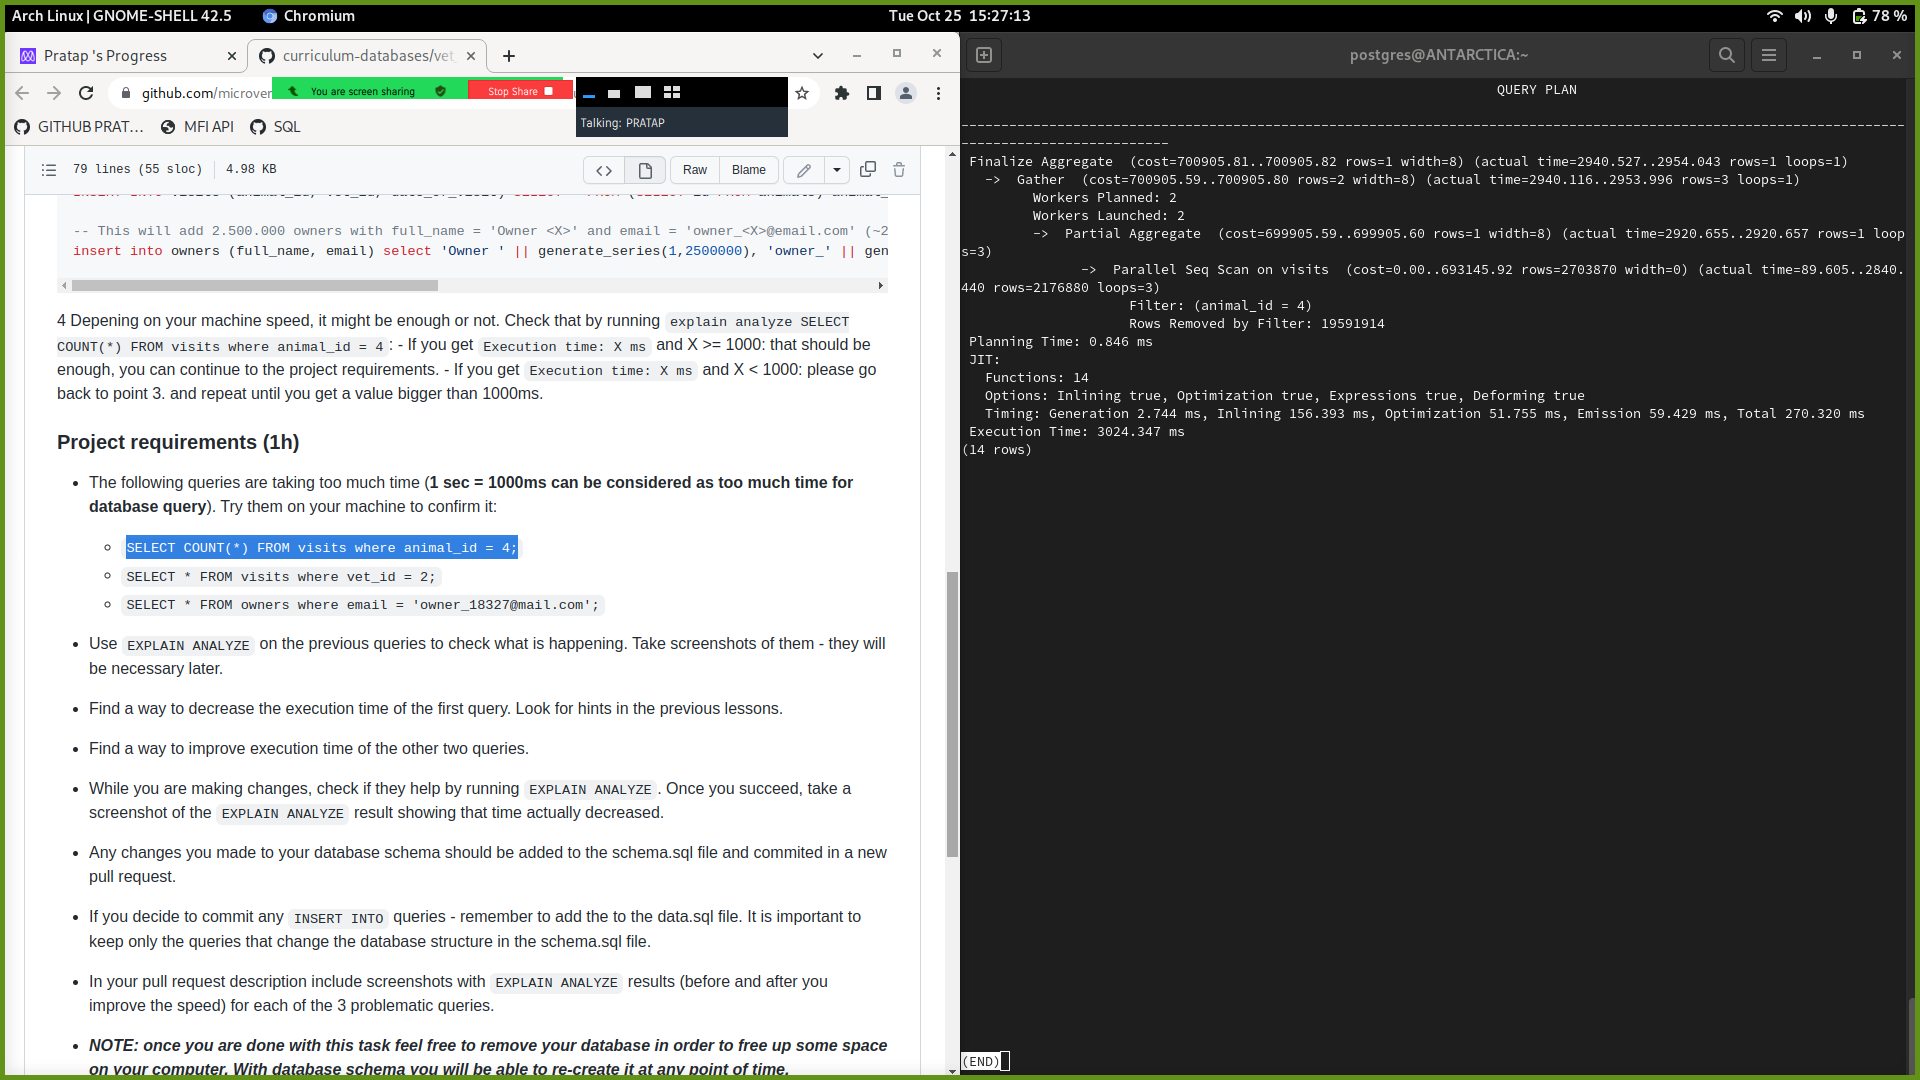 Arch Linux | GNOME-SHELL 42.5
Chromium
Tue Oct 25  15:27:13
78 %
Pratap 's Progress
curriculum-databases/vet_
github.com/microver
You are screen sharing
Stop Share
Talking: PRATAP
GITHUB PRAT...
MFI API
SQL
79 lines (55 sloc)
4.98 KB
Raw
Blame
-- This will add 2.500.000 owners with full_name = 'Owner <X>' and email = 'owner_<X>@email.com' (~2
insert into owners (full_name, email) select 'Owner ' || generate_series(1,2500000), 'owner_' || gen
4 Depening on your machine speed, it might be enough or not. Check that by running explain analyze SELECT
COUNT(*) FROM visits where animal_id = 4 : - If you get Execution time: X ms and X >= 1000: that should be
enough, you can continue to the project requirements. - If you get Execution time: X ms and X < 1000: please go
back to point 3. and repeat until you get a value bigger than 1000ms.
Project requirements (1h)
The following queries are taking too much time (1 sec = 1000ms can be considered as too much time for
database query). Try them on your machine to confirm it:
SELECT COUNT(*) FROM visits where animal_id = 4;
SELECT * FROM visits where vet_id = 2;
SELECT * FROM owners where email = 'owner_18327@mail.com';
Use EXPLAIN ANALYZE on the previous queries to check what is happening. Take screenshots of them - they will
be necessary later.
Find a way to decrease the execution time of the first query. Look for hints in the previous lessons.
Find a way to improve execution time of the other two queries.
While you are making changes, check if they help by running EXPLAIN ANALYZE . Once you succeed, take a
screenshot of the EXPLAIN ANALYZE result showing that time actually decreased.
Any changes you made to your database schema should be added to the schema.sql file and commited in a new
pull request.
If you decide to commit any INSERT INTO queries - remember to add the to the data.sql file. It is important to
keep only the queries that change the database structure in the schema.sql file.
In your pull request description include screenshots with EXPLAIN ANALYZE results (before and after you
improve the speed) for each of the 3 problematic queries.
NOTE: once you are done with this task feel free to remove your database in order to free up some space
on your computer. With database schema you will be able to re-create it at any point of time.
postgres@ANTARCTICA:~
QUERY PLAN
Finalize Aggregate  (cost=700905.81..700905.82 rows=1 width=8) (actual time=2940.527..2954.043 rows=1 loops=1)
->  Gather  (cost=700905.59..700905.80 rows=2 width=8) (actual time=2940.116..2953.996 rows=3 loops=1)
Workers Planned: 2
Workers Launched: 2
->  Partial Aggregate  (cost=699905.59..699905.60 rows=1 width=8) (actual time=2920.655..2920.657 rows=1 loop
s=3)
->  Parallel Seq Scan on visits  (cost=0.00..693145.92 rows=2703870 width=0) (actual time=89.605..2840.
440 rows=2176880 loops=3)
Filter: (animal_id = 4)
Rows Removed by Filter: 19591914
Planning Time: 0.846 ms
JIT:
Functions: 14
Options: Inlining true, Optimization true, Expressions true, Deforming true
Timing: Generation 2.744 ms, Inlining 156.393 ms, Optimization 51.755 ms, Emission 59.429 ms, Total 270.320 ms
Execution Time: 3024.347 ms
(14 rows)
(END)